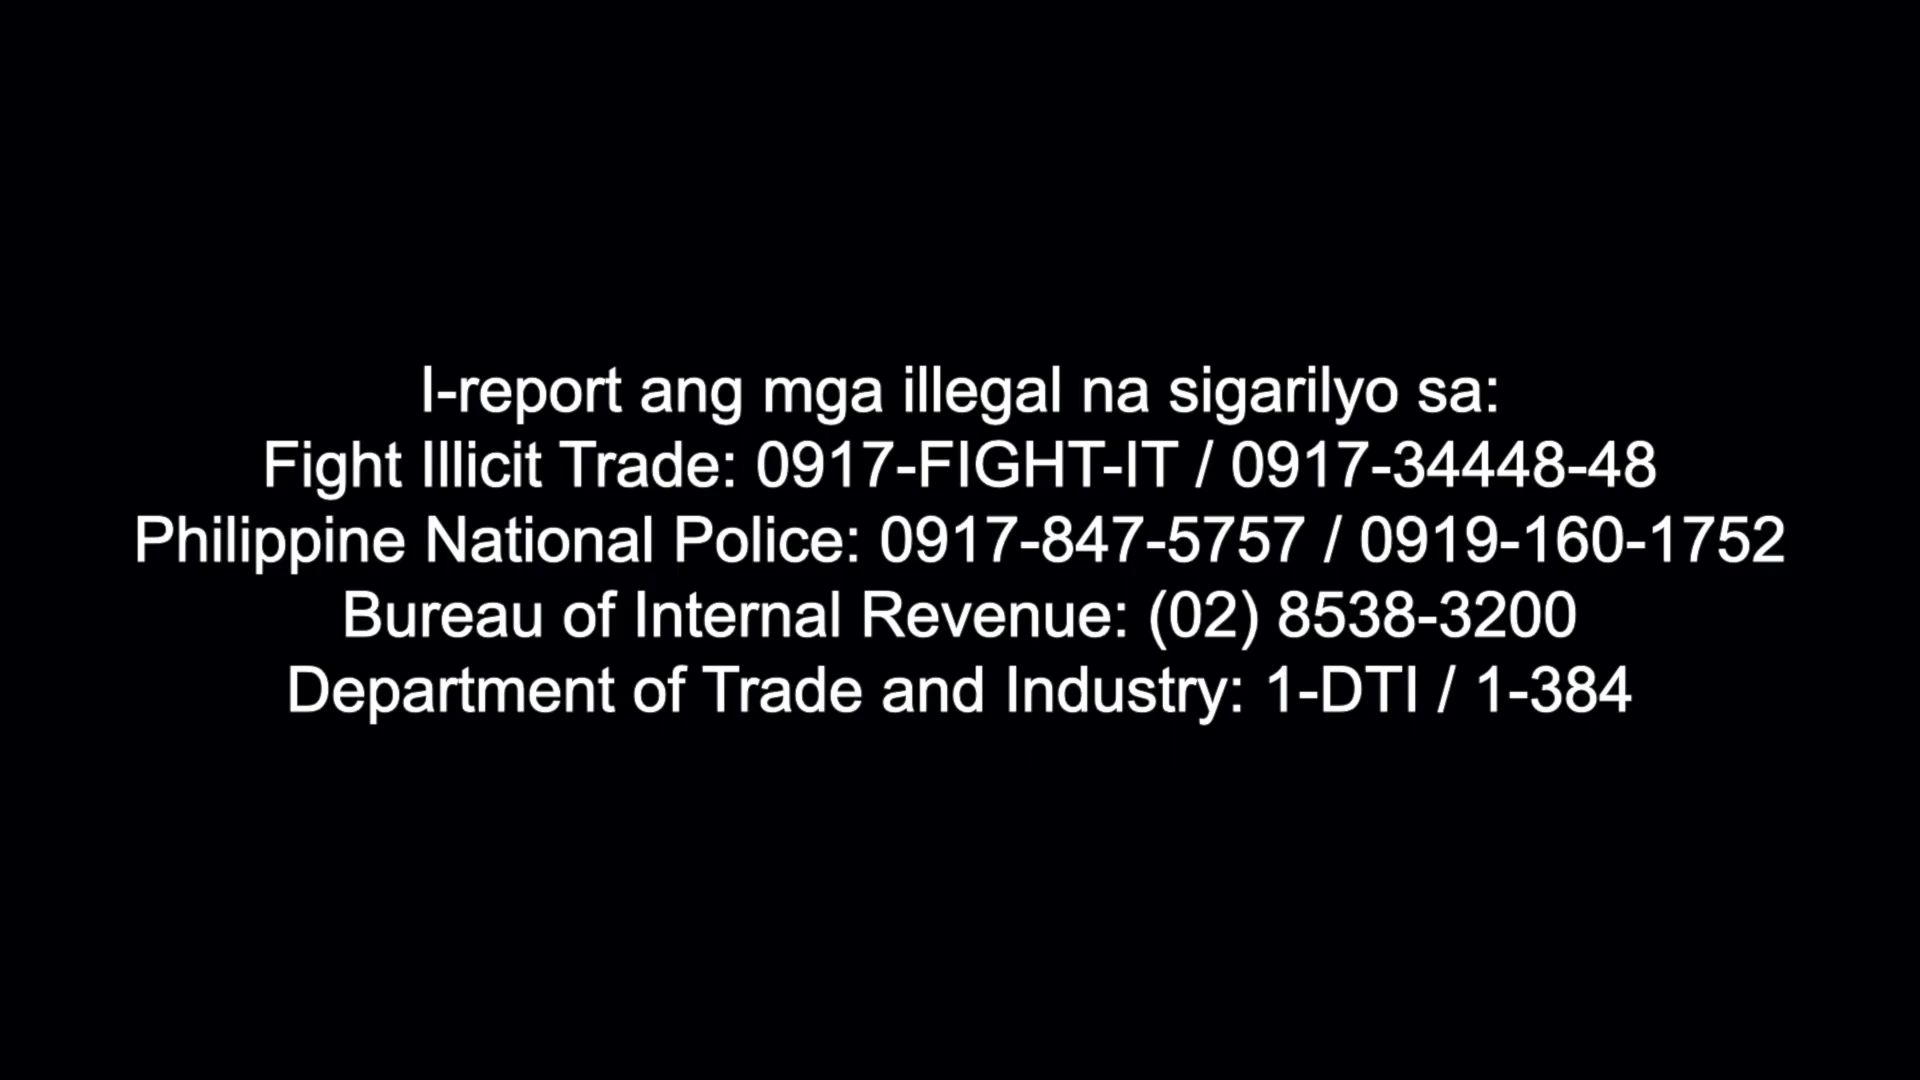 I-report ang mga illegal na sigarilyo sa:
Fight Illicit Trade: 0917-FIGHT-IT / 0917-34448-48
Philippine National Police: 0917-847-5757 / 0919-160-1752
Bureau of Internal Revenue: (02) 8538-3200
Department of Trade and Industry: 1-DTI / 1-384